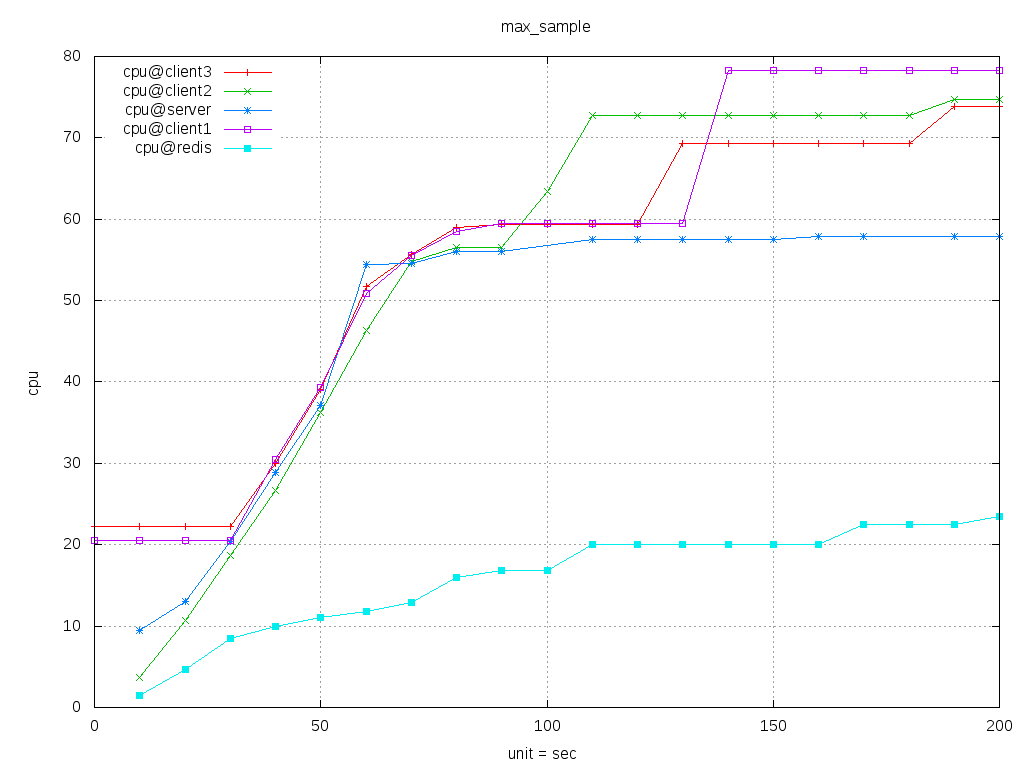 max_sample
80
70
60
50
40
30
20
10
0
cpu
cpu@client3
cpu@client2
cpu@server
cpu@client1
cpu@redis
0 50 100 150 200
unit = sec